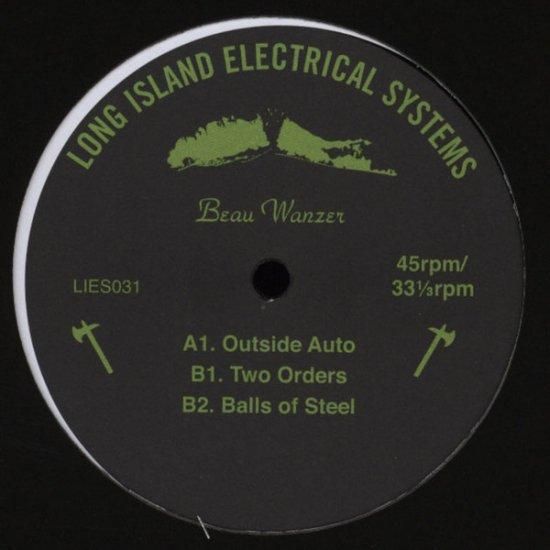 LONG ISLAND ELECTRICAL SYSTEMS
Beau Wanzer
LIES031
45rpm/
33⅓rpm
A1. Outside Auto
B1. Two Orders
B2. Balls of Steel